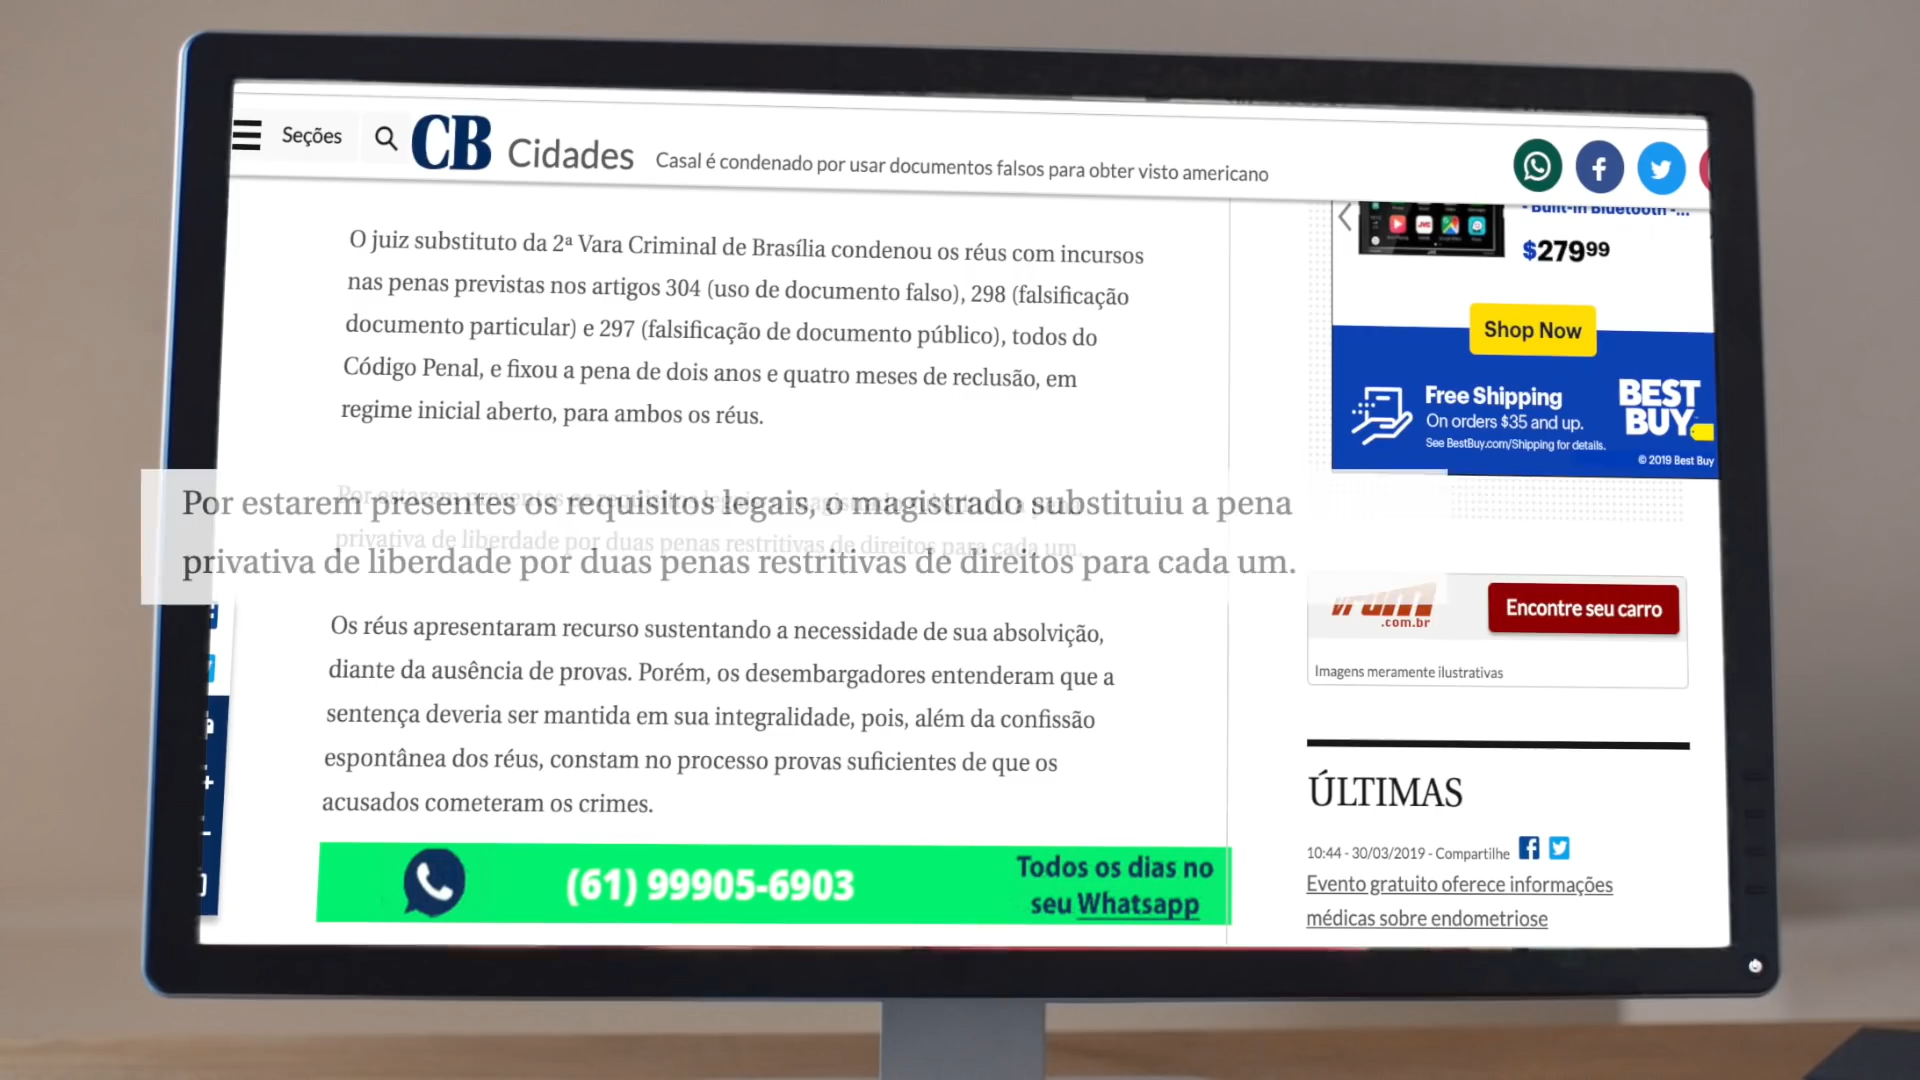 Seções
CB Cidades
Casal é condenado por usar documentos falsos para obter visto americano
O juiz substituto da 2ª Vara Criminal de Brasília condenou os réus com incursos
nas penas previstas nos artigos 304 (uso de documento falso), 298 (falsificação
documento particular) e 297 (falsificação de documento público), todos do
Código Penal, e fixou a pena de dois anos e quatro meses de reclusão, em
regime inicial aberto, para ambos os réus.
Por estarem presentes os requisitos legais, o magistrado substituiu a pena
privativa de liberdade por duas penas restritivas de direitos para cada um.
Os réus apresentaram recurso sustentando a necessidade de sua absolvição,
diante da ausência de provas. Porém, os desembargadores entenderam que a
sentença deveria ser mantida em sua integralidade, pois, além da confissão
espontânea dos réus, constam no processo provas suficientes de que os
acusados cometeram os crimes.
(61) 99905-6903
Todos os dias no
seu Whatsapp
- Built-in Bluetooth -...
$27999
Shop Now
Free Shipping
On orders $35 and up.
See BestBuy.com/Shipping for details.
BEST
BUY
© 2019 Best Buy
vrum
.com.br
Encontre seu carro
Imagens meramente ilustrativas
ÚLTIMAS
10:44 - 30/03/2019 - Compartilhe
Evento gratuito oferece informações
médicas sobre endometriose